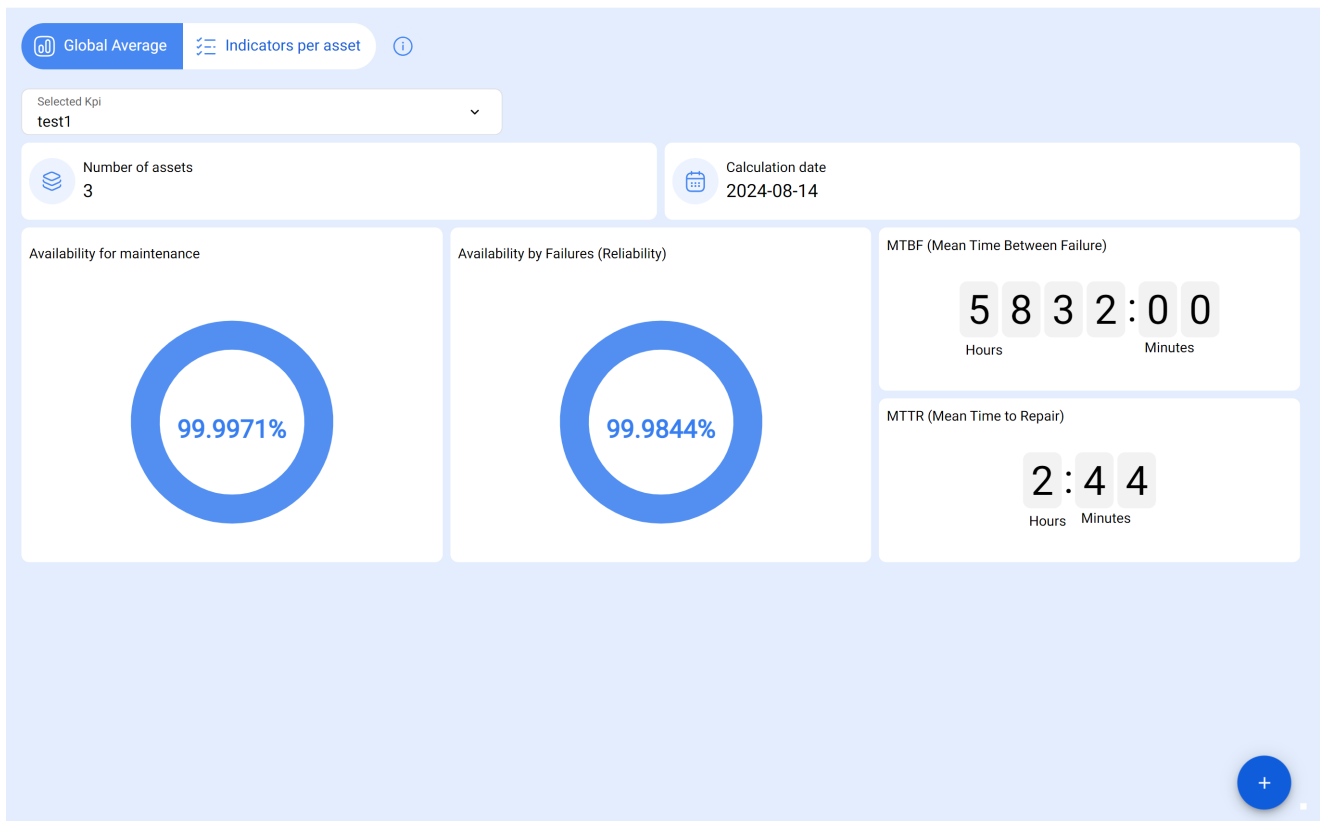 Global Average
Indicators per asset
Selected Kpi
test1
Number of assets
3
Calculation date
2024-08-14
Availability for maintenance
99.9971%
Availability by Failures (Reliability)
99.9844%
MTBF (Mean Time Between Failure)
5832:00
Hours Minutes
MTTR (Mean Time to Repair)
2:44
Hours Minutes